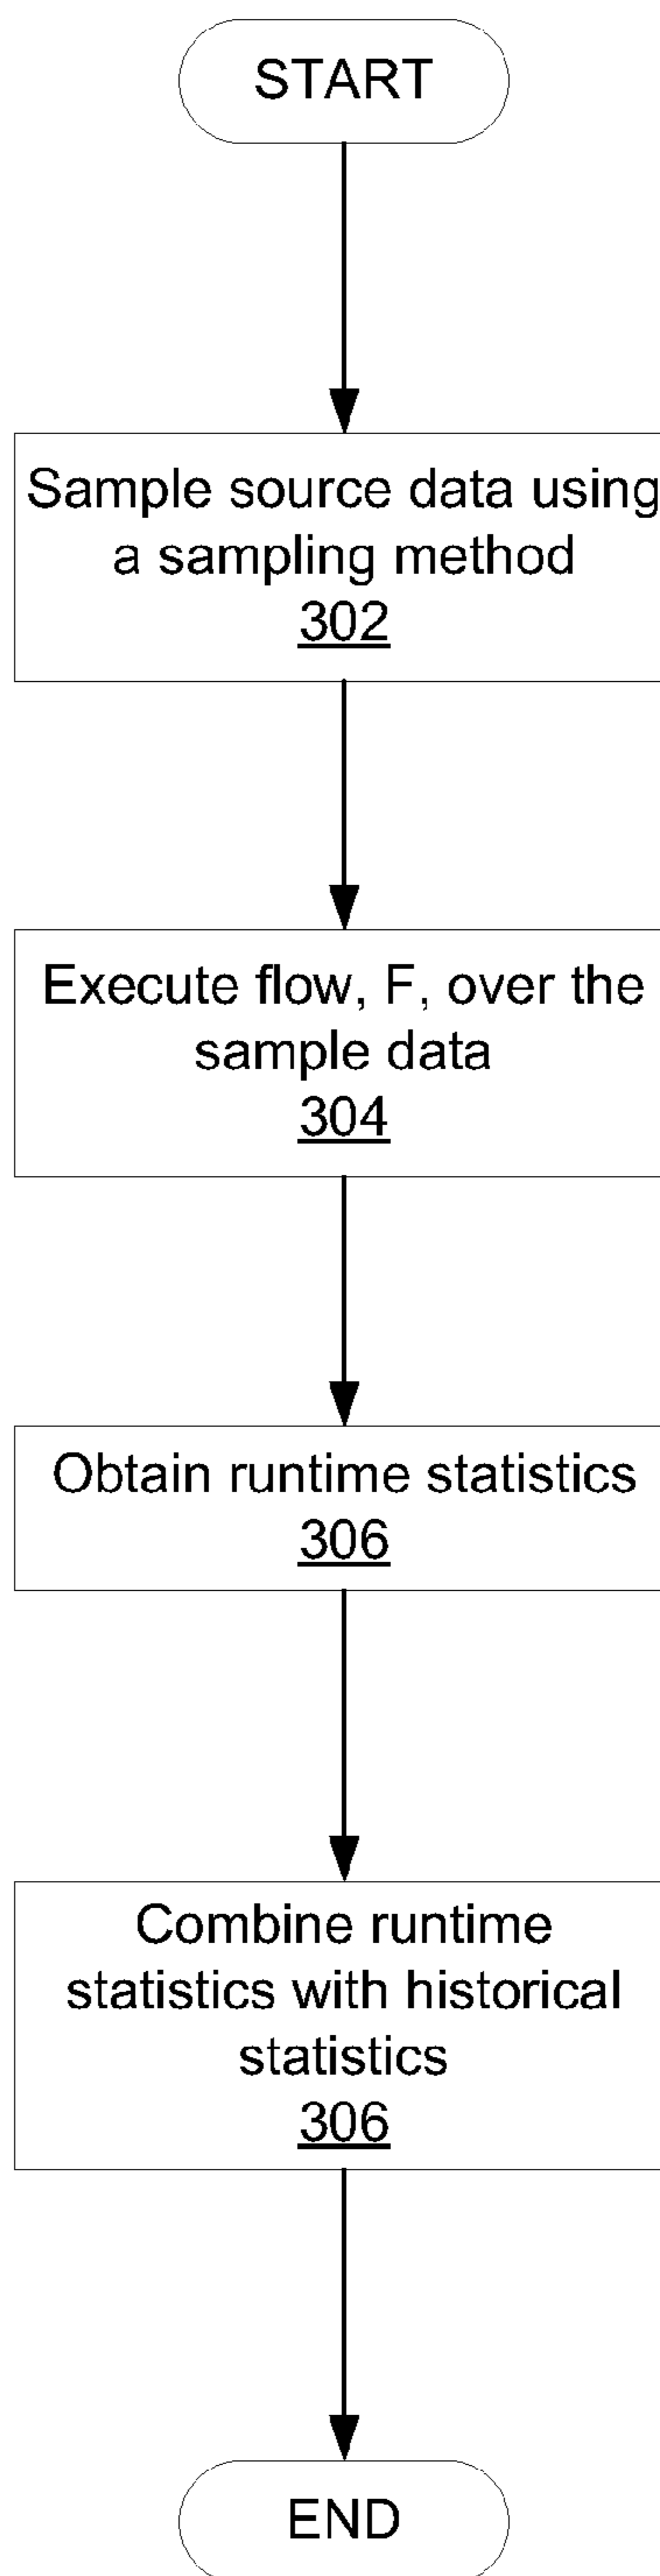 START
Sample source data using
a sampling method
302
Execute flow, F, over the
sample data
304
Obtain runtime statistics
306
Combine runtime
statistics with historical
statistics
306
END